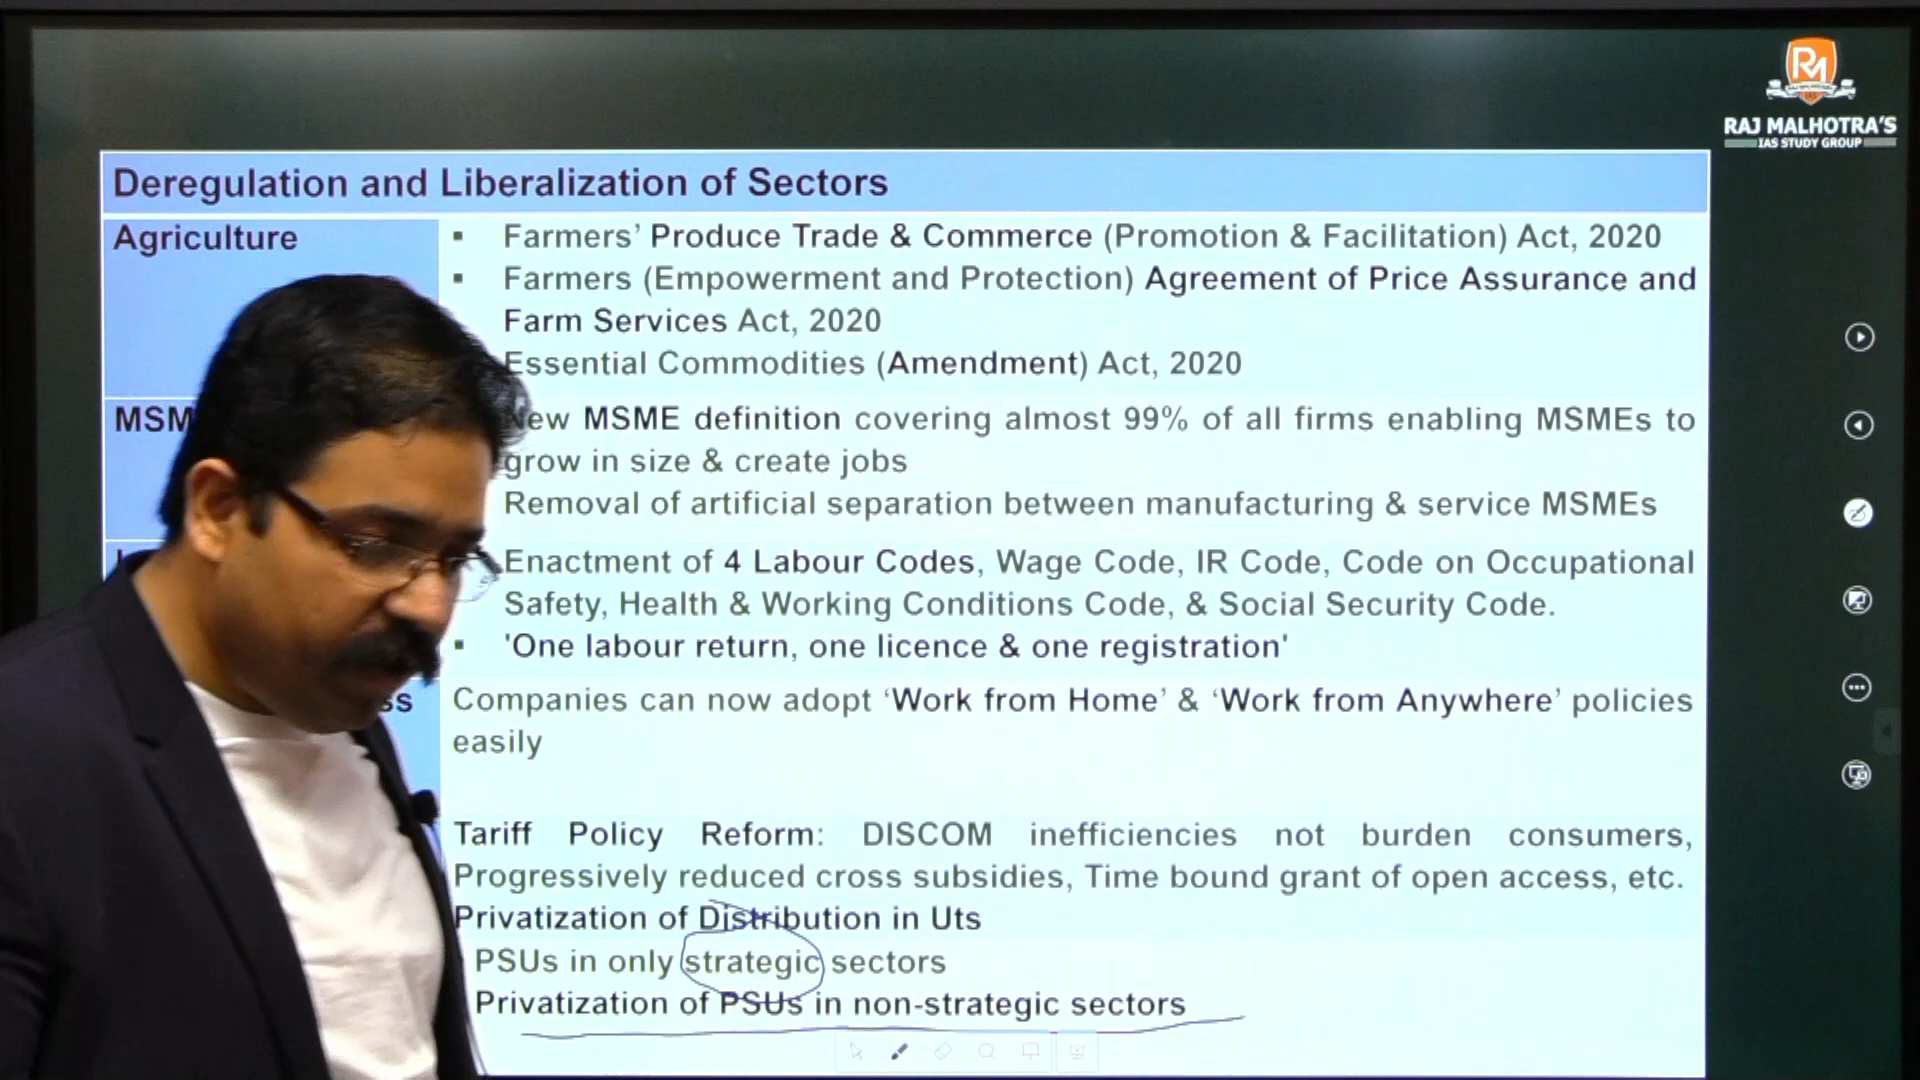 RM
IAS
RAJ MALHOTRA'S
IAS STUDY GROUP
Deregulation and Liberalization of Sectors
Agriculture
▪ Farmers' Produce Trade & Commerce (Promotion & Facilitation) Act, 2020
▪ Farmers (Empowerment and Protection) Agreement of Price Assurance and
Farm Services Act, 2020
Essential Commodities (Amendment) Act, 2020
MSM
New MSME definition covering almost 99% of all firms enabling MSMEs to
grow in size & create jobs
Removal of artificial separation between manufacturing & service MSMEs
Enactment of 4 Labour Codes, Wage Code, IR Code, Code on Occupational
Safety, Health & Working Conditions Code, & Social Security Code.
▪ 'One labour return, one licence & one registration'
ss
Companies can now adopt 'Work from Home' & 'Work from Anywhere' policies
easily
Tariff Policy Reform: DISCOM inefficiencies not burden consumers,
Progressively reduced cross subsidies, Time bound grant of open access, etc.
Privatization of Distribution in Uts
PSUs in only strategic sectors
Privatization of PSUs in non-strategic sectors